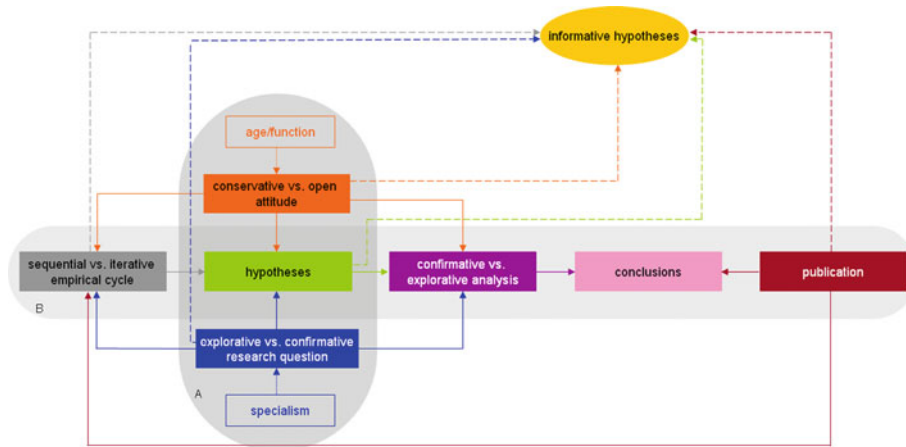 informative hypotheses
age/function
conservative vs. open
attitude
sequential vs. iterative
empirical cycle
hypotheses
confirmative vs.
explorative analysis
conclusions
publication
B
explorative vs. confirmative
research question
A
specialism